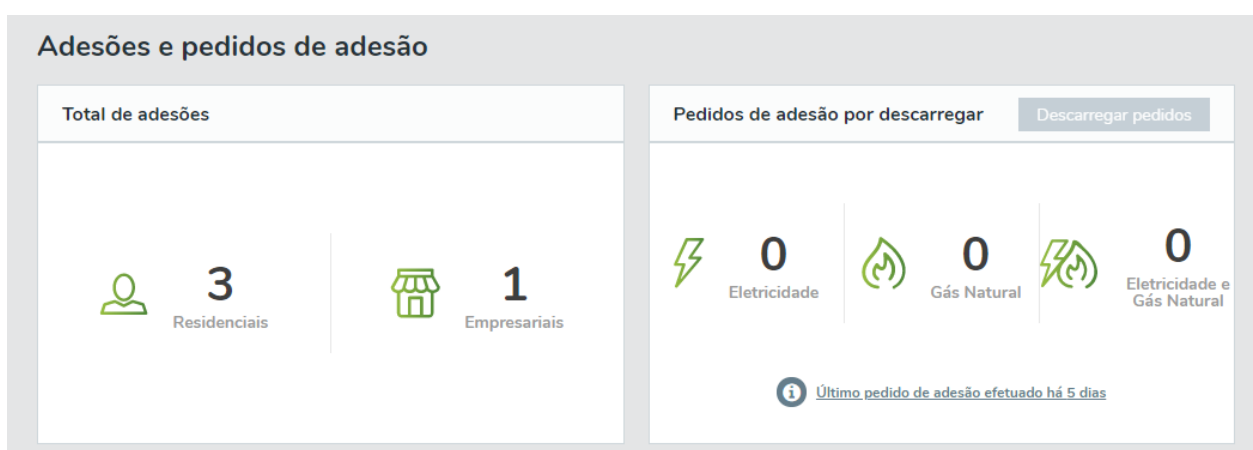 Adesões e pedidos de adesão
Total de adesões
3
Residenciais
1
Empresariais
Pedidos de adesão por descarregar
Descarregar pedidos
0
Eletricidade
0
Gás Natural
0
Eletricidade e
Gás Natural
Último pedido de adesão efetuado há 5 dias